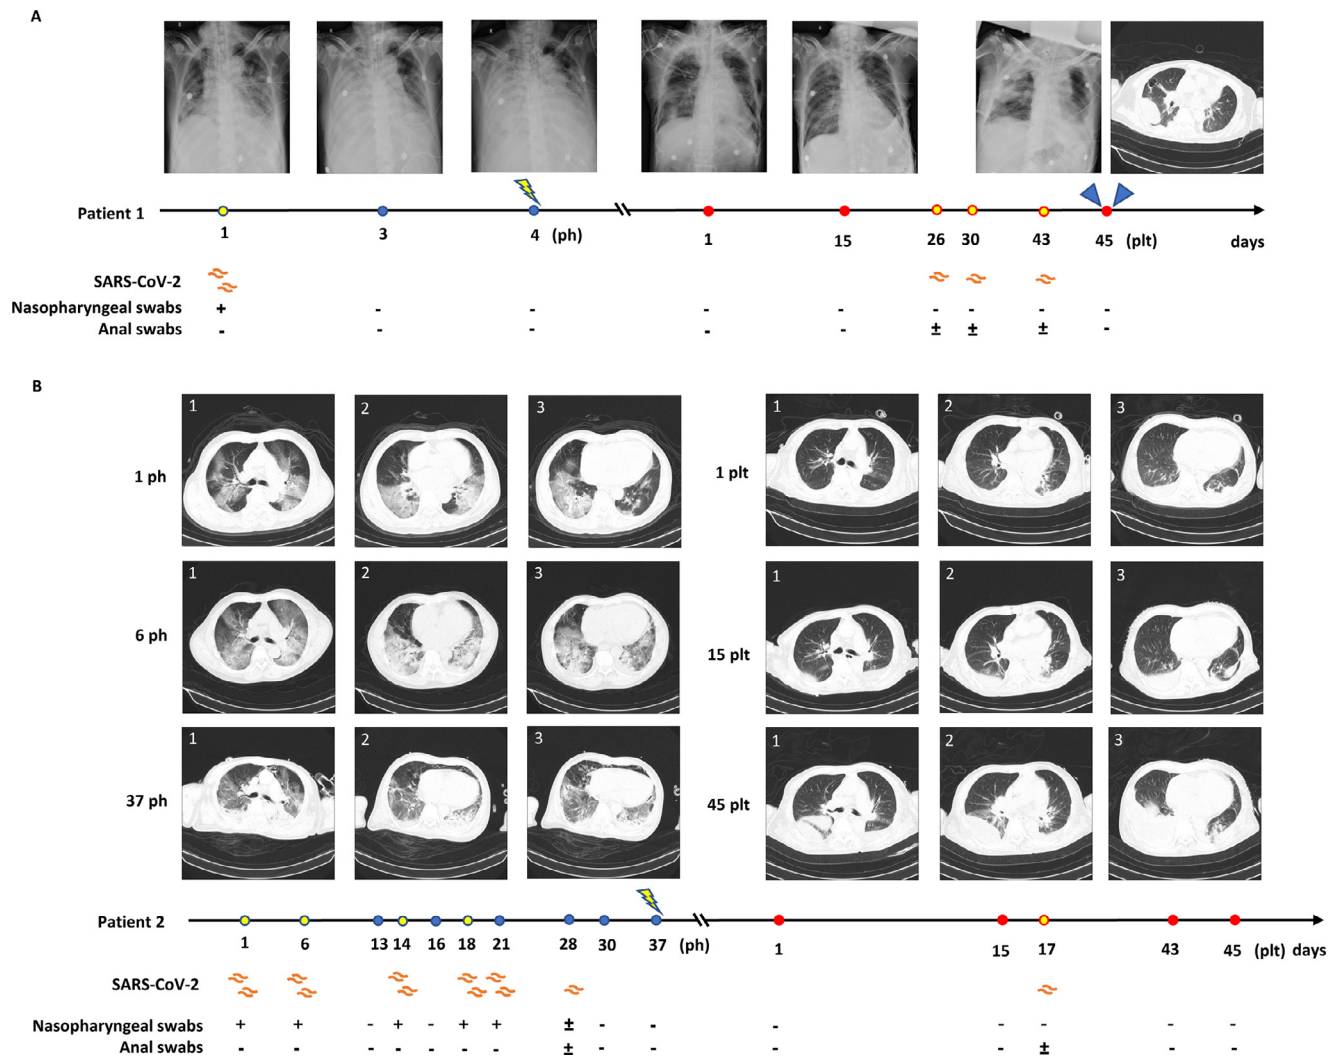 A
Patient 1
1 3 4 (ph) 1 15 26 30 43 45 (plt) days
SARS-CoV-2
Nasopharyngeal swabs + - - - - - - - -
Anal swabs - - - - - ± ± ± -
B
1 2 3 1 2 3
1 ph 1 plt
1 2 3 1 2 3
6 ph 15 plt
1 2 3 1 2 3
37 ph 45 plt
Patient 2
1 6 13 14 16 18 21 28 30 37 (ph) 1 15 17 43 45 (plt) days
SARS-CoV-2
Nasopharyngeal swabs + + - + - + + ± - - - - - - -
Anal swabs - - - - - - - ± - - - - ± - -